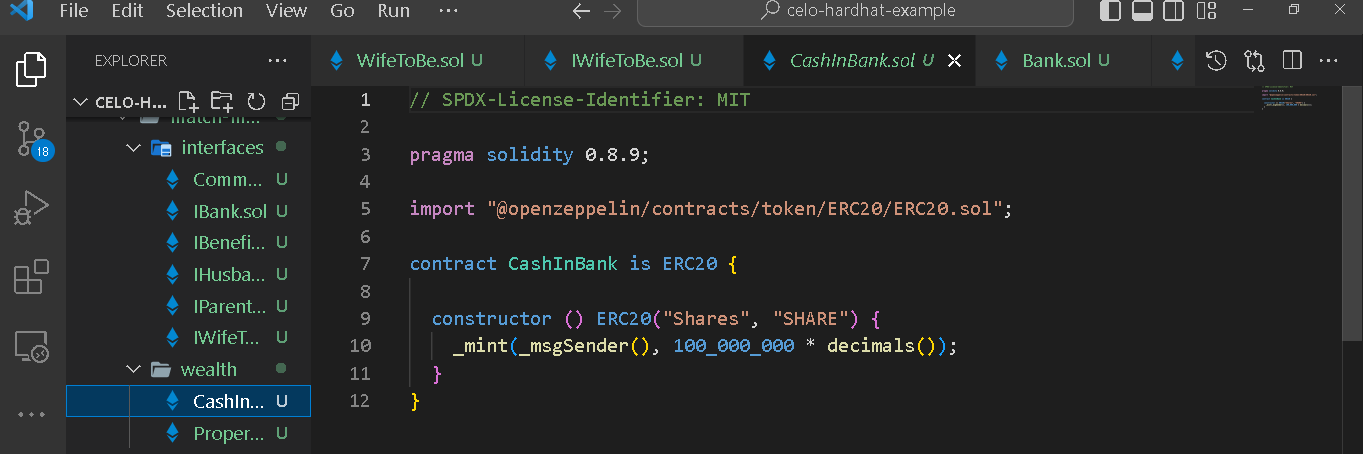 File Edit Selection View Go Run ··· celo-hardhat-example
EXPLORER ···
WifeToBe.sol U IWifeToBe.sol U CashInBank.sol U Bank.sol U
CELO-H...
interfaces
Comm... U
IBank.sol U
IBenefi... U
IHusba... U
IParent... U
IWifeT... U
wealth
CashIn... U
Proper... U
18
1 // SPDX-License-Identifier: MIT
2
3 pragma solidity 0.8.9;
4
5 import "@openzeppelin/contracts/token/ERC20/ERC20.sol";
6
7 contract CashInBank is ERC20 {
8
9 constructor () ERC20("Shares", "SHARE") {
10 _mint(_msgSender(), 100_000_000 * decimals());
11 }
12 }